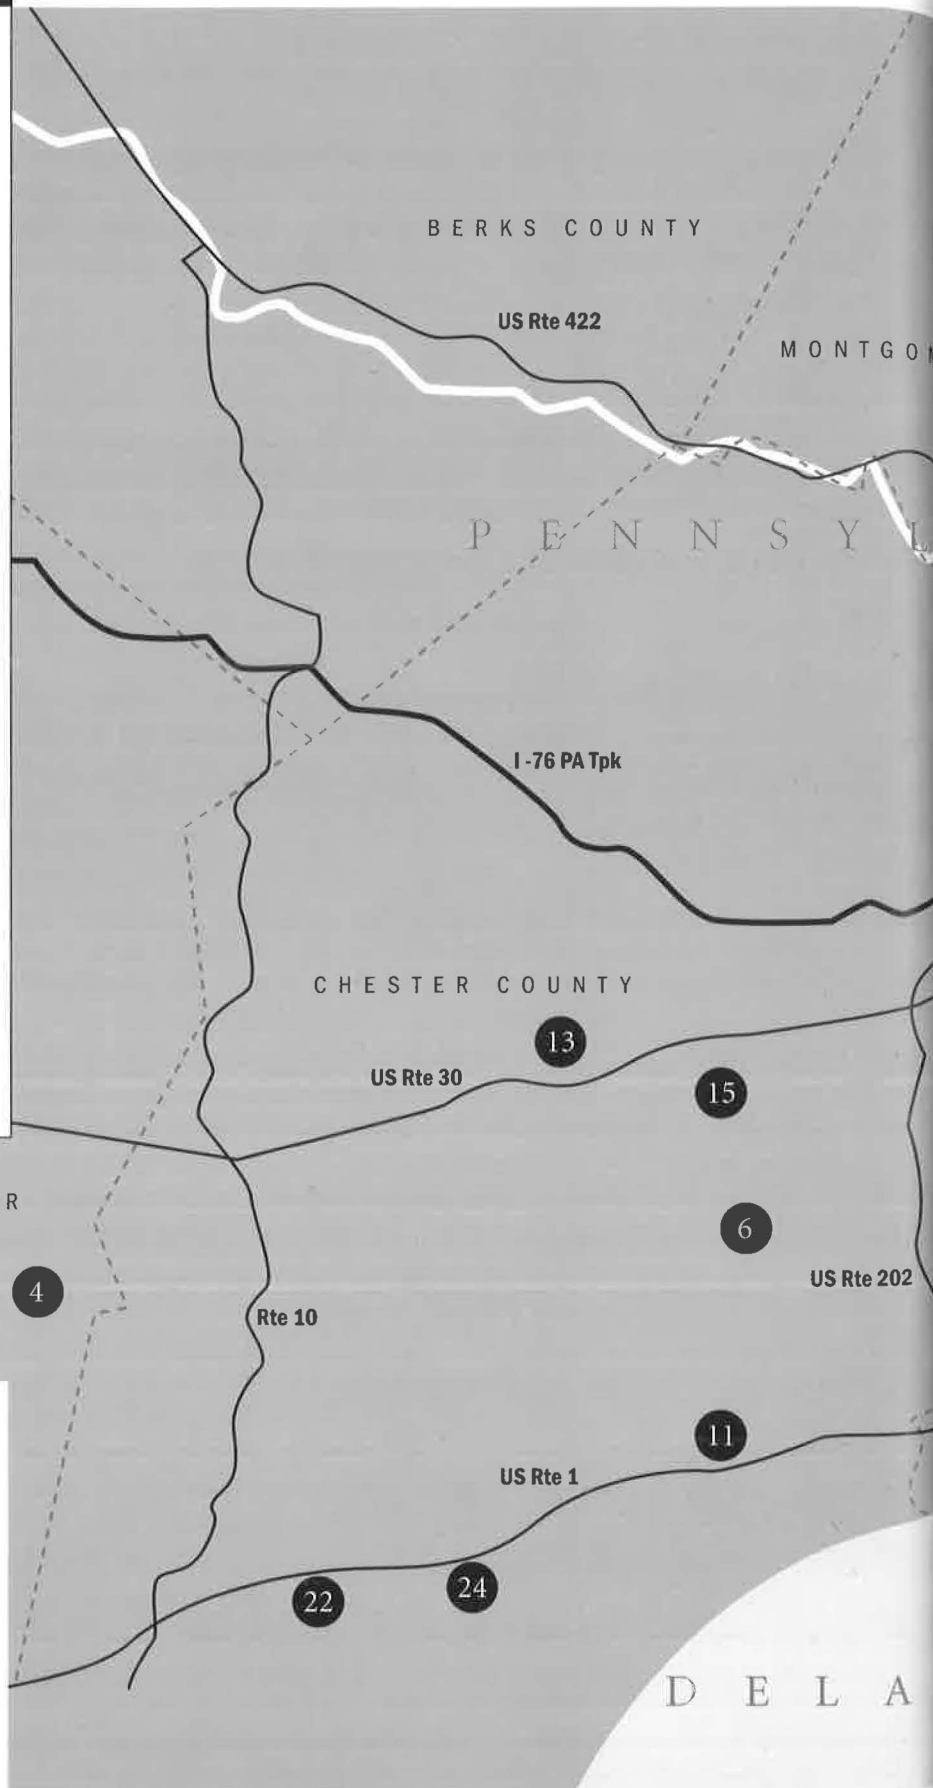 BERKS COUNTY
US Rte 422
MONTGO
PENNSYL
I-76 PA Tpk
CHESTER COUNTY
13
US Rte 30
15
R
6
4
US Rte 202
Rte 10
11
US Rte 1
24
22
DELA